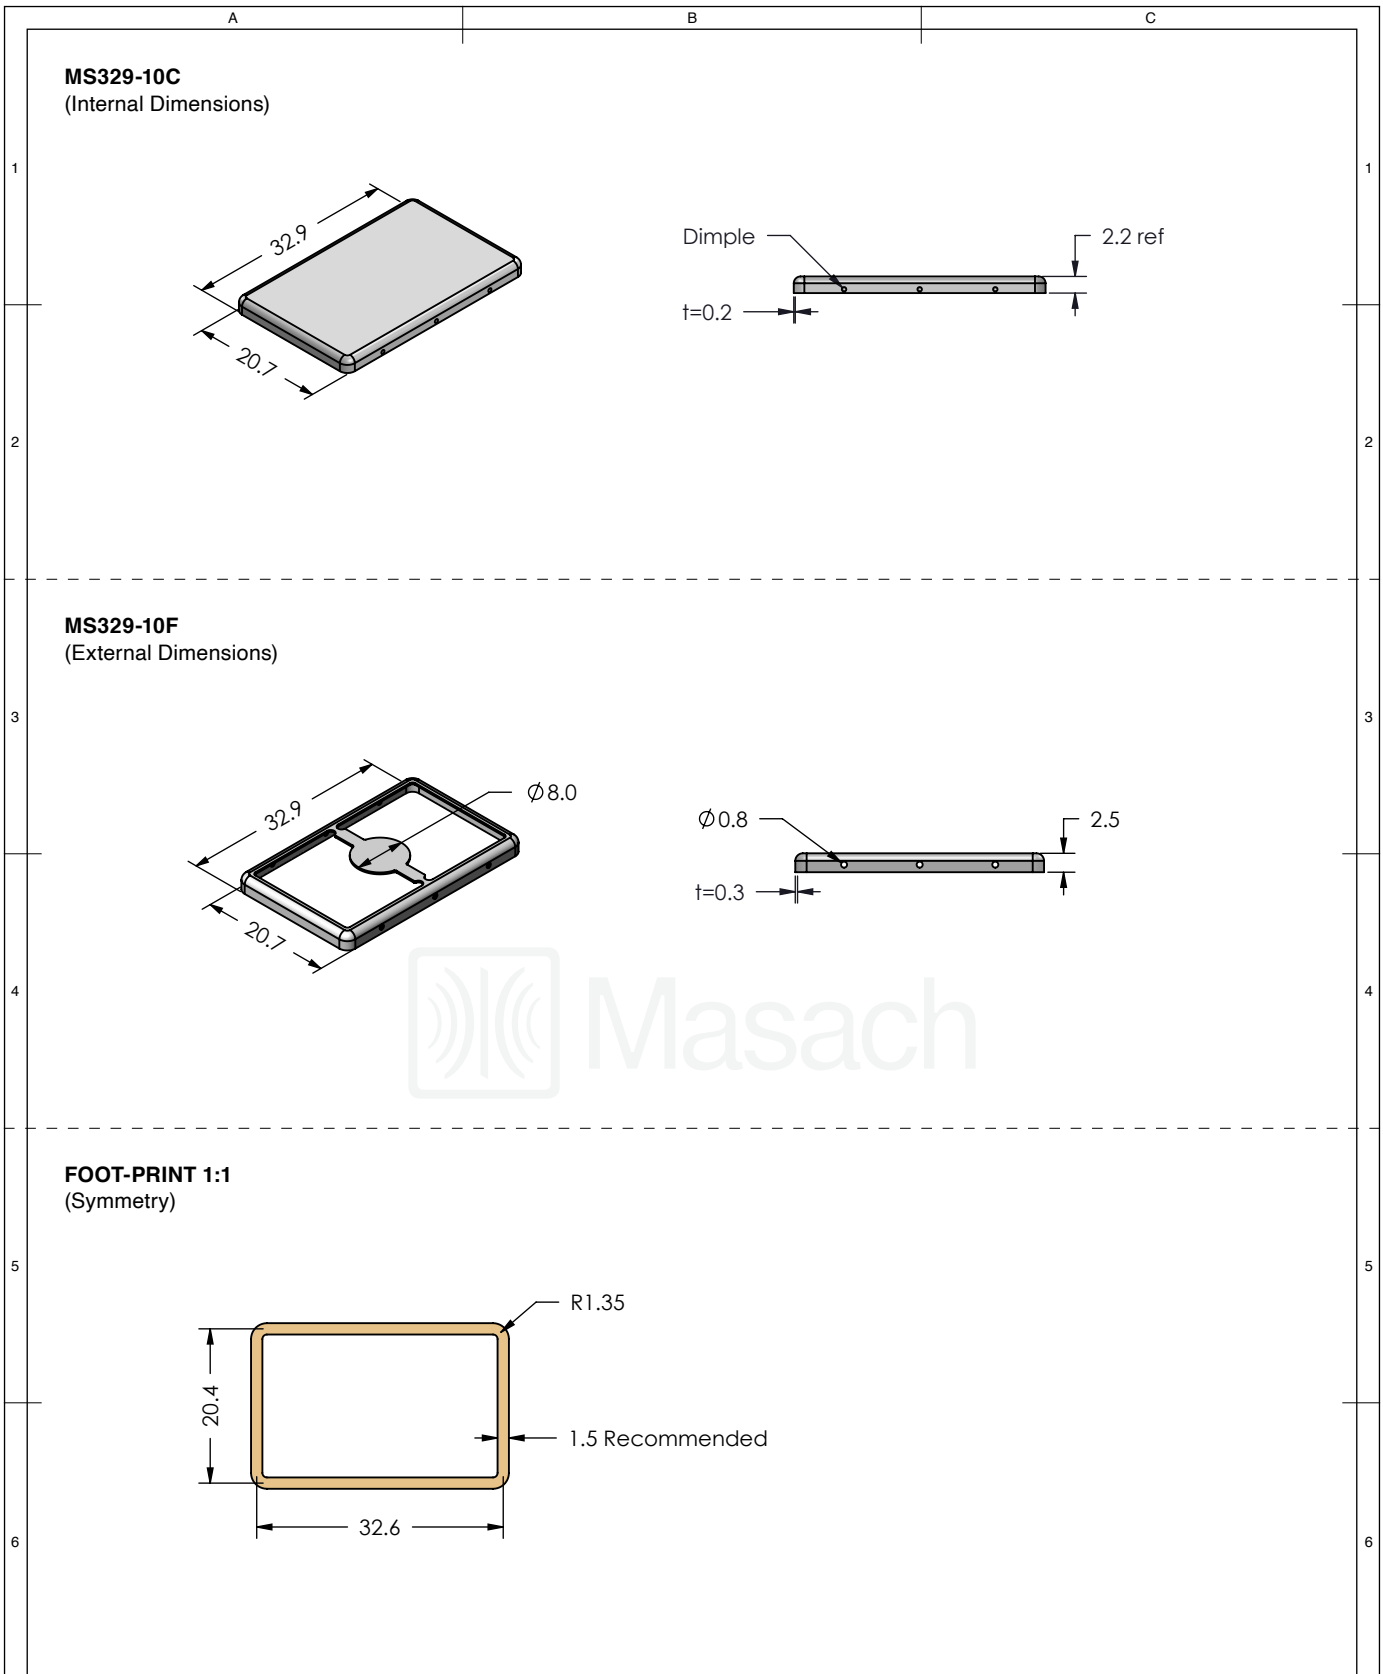 A B C
MS329-10C
(Internal Dimensions)
1 1
32.9
20.7
Dimple
2.2 ref
t=0.2
2 2
MS329-10F
(External Dimensions)
3 3
32.9
Ø8.0
20.7
Ø0.8
2.5
t=0.3
Masach
4 4
FOOT-PRINT 1:1
(Symmetry)
5 5
R1.35
20.4
1.5 Recommended
32.6
6 6